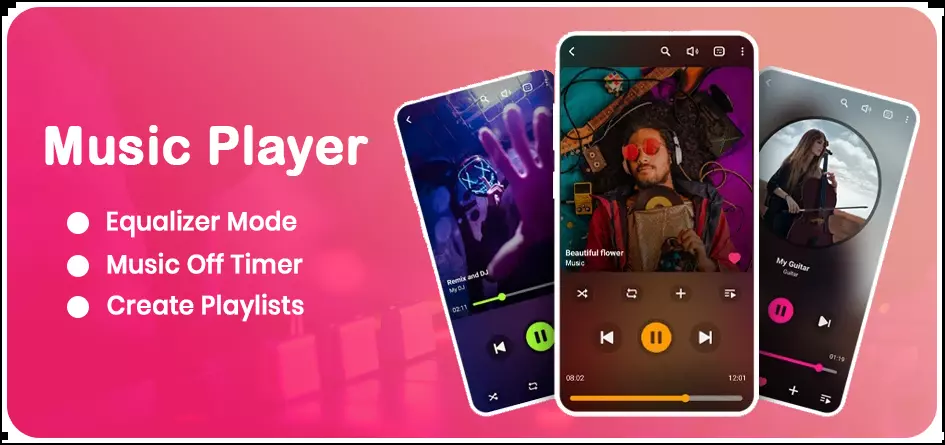 Music Player
Equalizer Mode
Music Off Timer
Create Playlists
Remix and DJ
My DJ
02:11
Beautiful flower
Music
08:02
12:01
My Guitar
Guitar
01:19